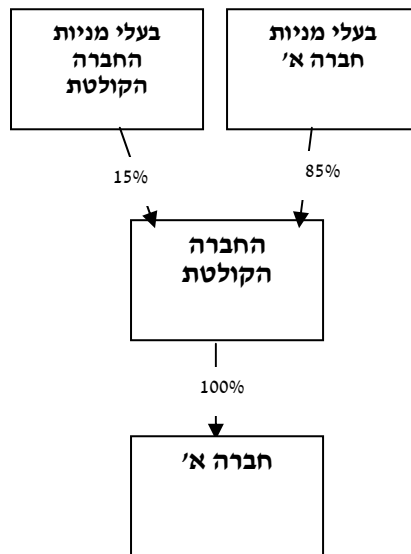 בעלי מניות
חברה א'
בעלי מניות
החברה
הקולטת
85%
15%
החברה
הקולטת
100%
חברה א'